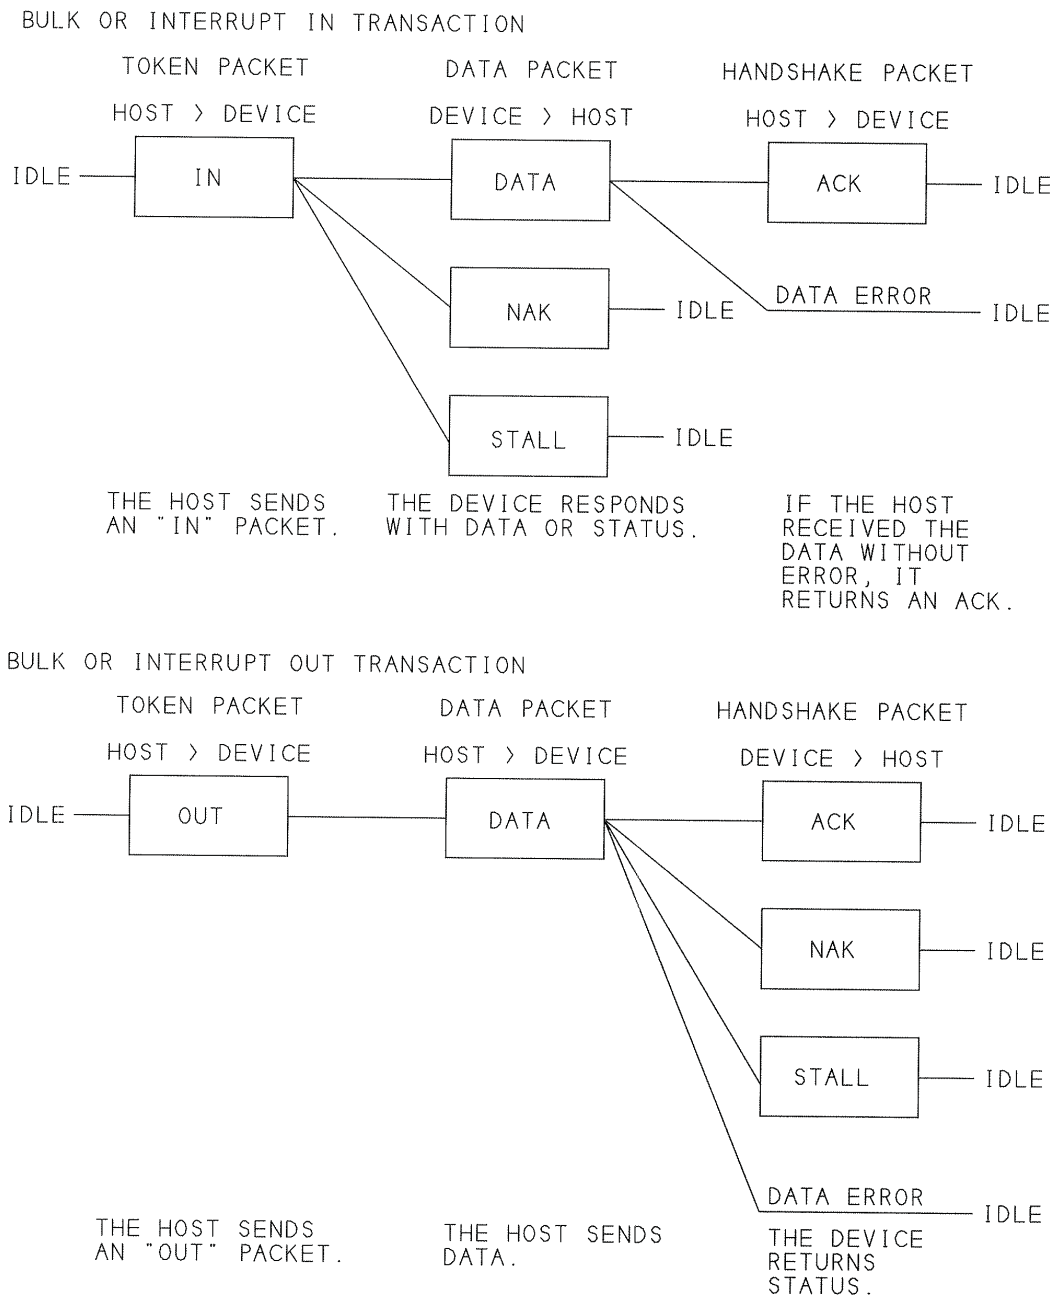 BULK OR INTERRUPT IN TRANSACTION
TOKEN PACKET
DATA PACKET
HANDSHAKE PACKET
HOST > DEVICE
DEVICE > HOST
HOST > DEVICE
IDLE
IN
DATA
ACK
IDLE
NAK
IDLE
DATA ERROR
IDLE
STALL
IDLE
THE HOST SENDS
AN "IN" PACKET.
THE DEVICE RESPONDS
WITH DATA OR STATUS.
IF THE HOST
RECEIVED THE
DATA WITHOUT
ERROR, IT
RETURNS AN ACK.
BULK OR INTERRUPT OUT TRANSACTION
TOKEN PACKET
DATA PACKET
HANDSHAKE PACKET
HOST > DEVICE
HOST > DEVICE
DEVICE > HOST
IDLE
OUT
DATA
ACK
IDLE
NAK
IDLE
STALL
IDLE
DATA ERROR
IDLE
THE HOST SENDS
AN "OUT" PACKET.
THE HOST SENDS
DATA.
THE DEVICE
RETURNS
STATUS.